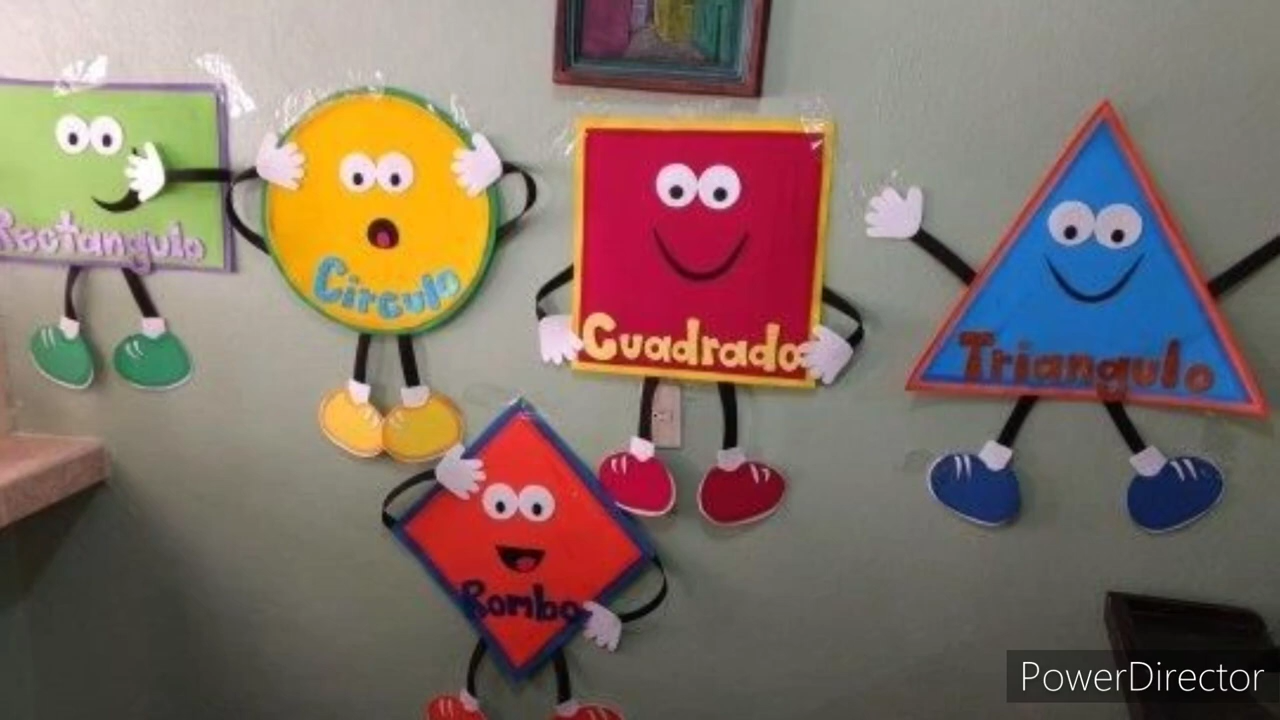 Rectangulo
Circulo
Cuadrado
Triangulo
Rombo
PowerDirector